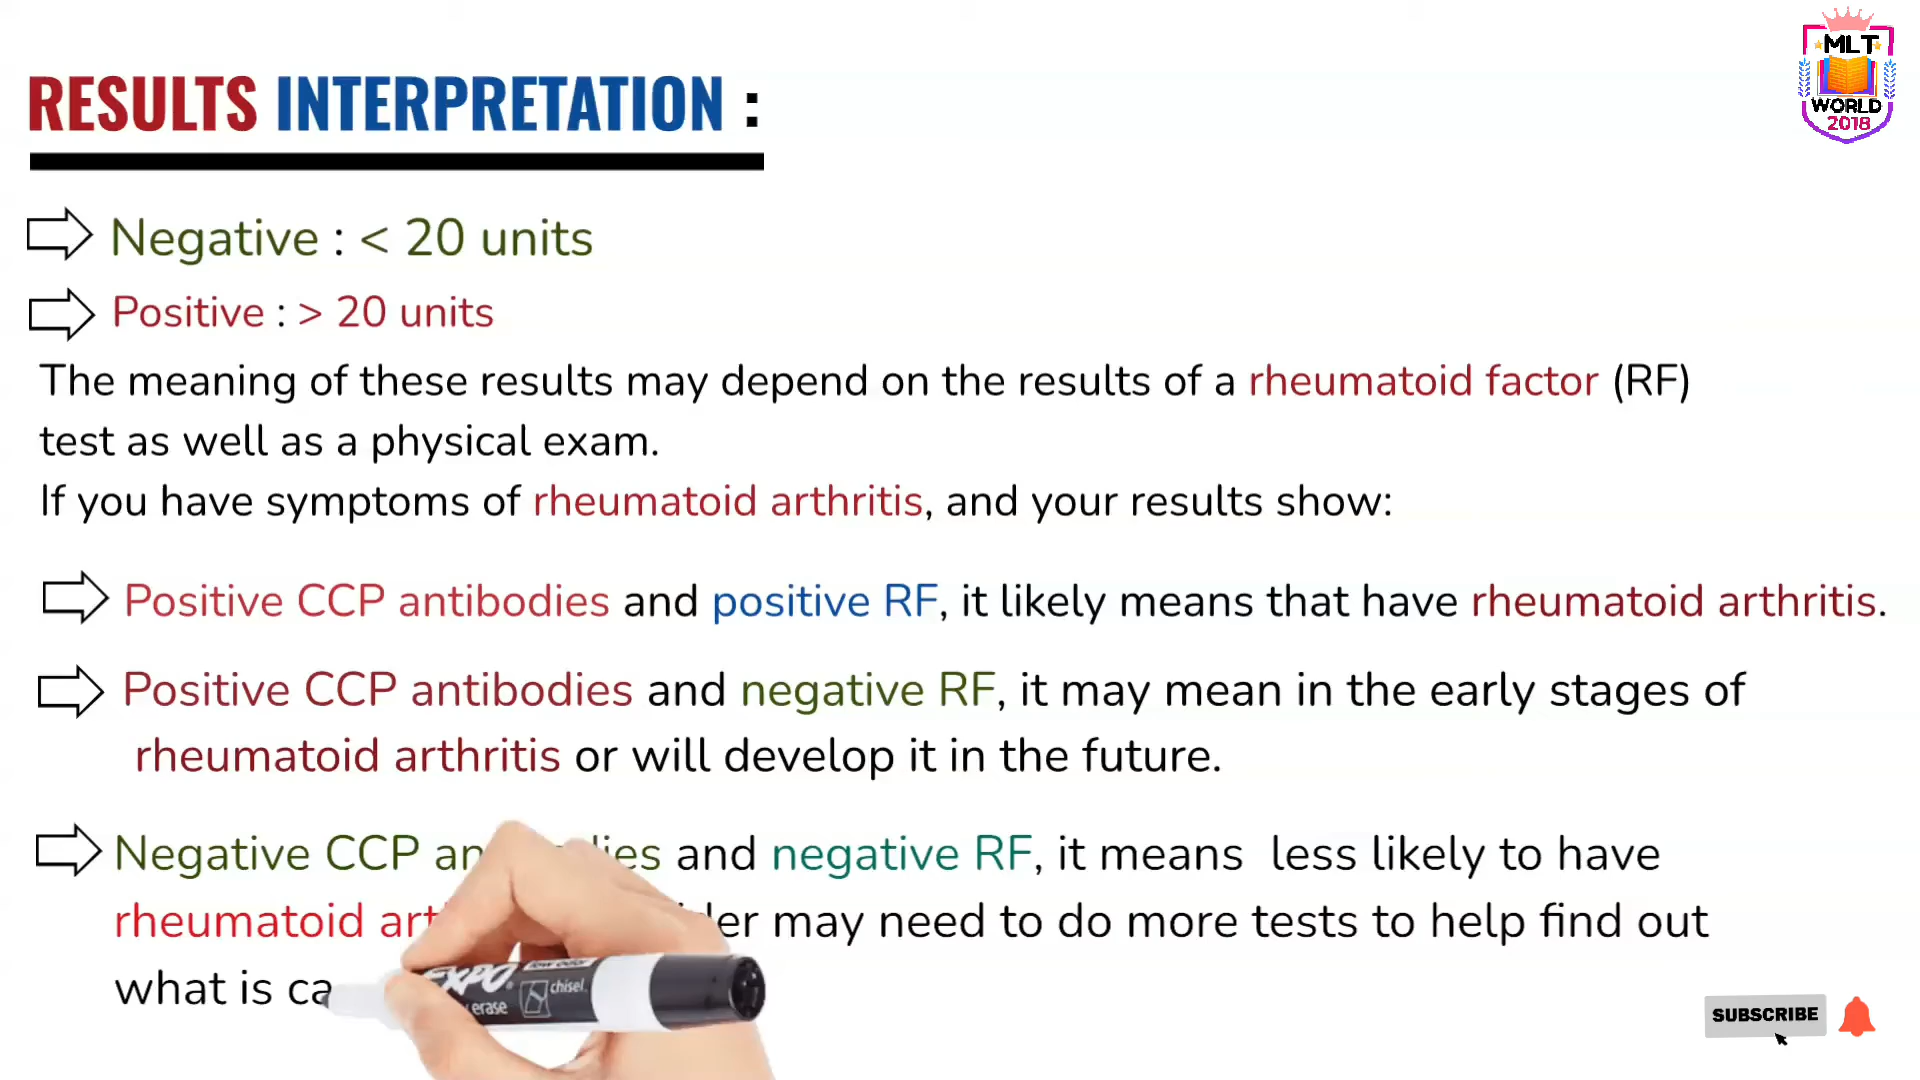 MLT
WORLD
2018
RESULTS INTERPRETATION :
Negative : < 20 units
Positive : > 20 units
The meaning of these results may depend on the results of a rheumatoid factor (RF)
test as well as a physical exam.
If you have symptoms of rheumatoid arthritis, and your results show:
Positive CCP antibodies and positive RF, it likely means that have rheumatoid arthritis.
Positive CCP antibodies and negative RF, it may mean in the early stages of
rheumatoid arthritis or will develop it in the future.
Negative CCP and negative RF, it means less likely to have
rheumatoid may need to do more tests to help find out
what is
EXPO
low odor
chisel
erase
SUBSCRIBE